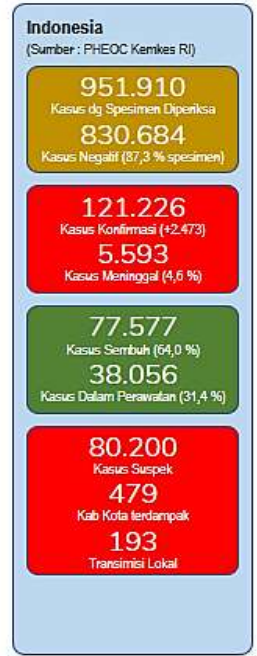 Indonesia
(Sumber : PHEOC Kemkes RI)
951.910
Kasus dg Spesimen Diperiksa
830.684
Kasus Negatif (87,3 % spesimen)
121.226
Kasus Konfirmasi (+2.473)
5.593
Kasus Meninggal (4,6 %)
77.577
Kasus Sembuh (64,0 %)
38.056
Kasus Dalam Perawatan (31,4 %)
80.200
Kasus Suspek
479
Kab Kota terdampak
193
Transimisi Lokal